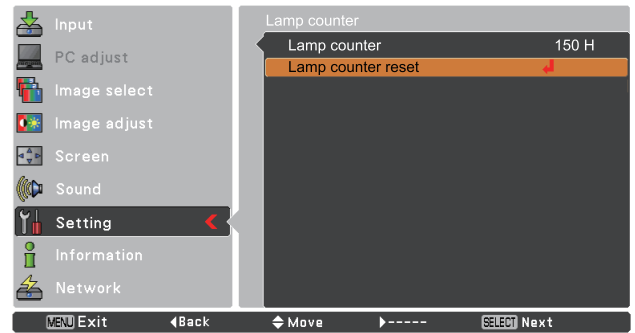 Input
PC adjust
Image select
Image adjust
Screen
Sound
Setting
Information
Network
Lamp counter
Lamp counter 150 H
Lamp counter reset
MENU Exit Back Move ----- SELECT Next